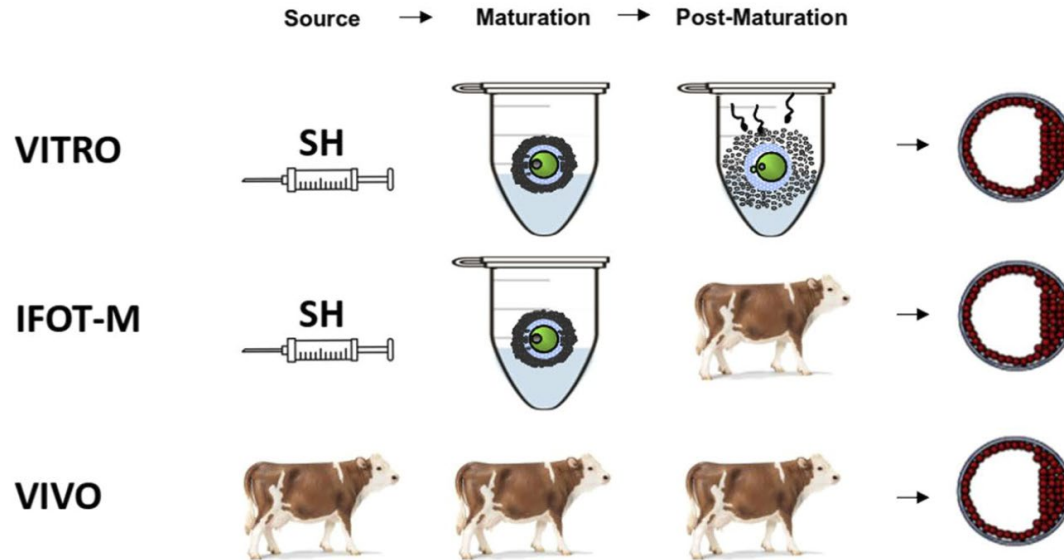 Source → Maturation → Post-Maturation
VITRO
SH
IFOT-M
SH
VIVO